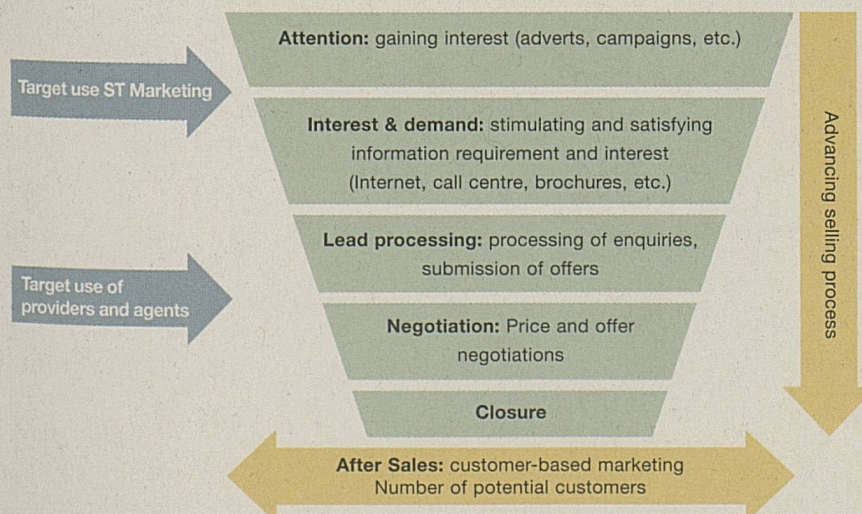 Attention: gaining interest (adverts, campaigns, etc.)
Target use ST Marketing
Interest & demand: stimulating and satisfying
information requirement and interest
(Internet, call centre, brochures, etc.)
Lead processing: processing of enquiries,
submission of offers
Target use of
providers and agents
Negotiation: Price and offer
negotiations
Closure
After Sales: customer-based marketing
Number of potential customers
Advancing selling process